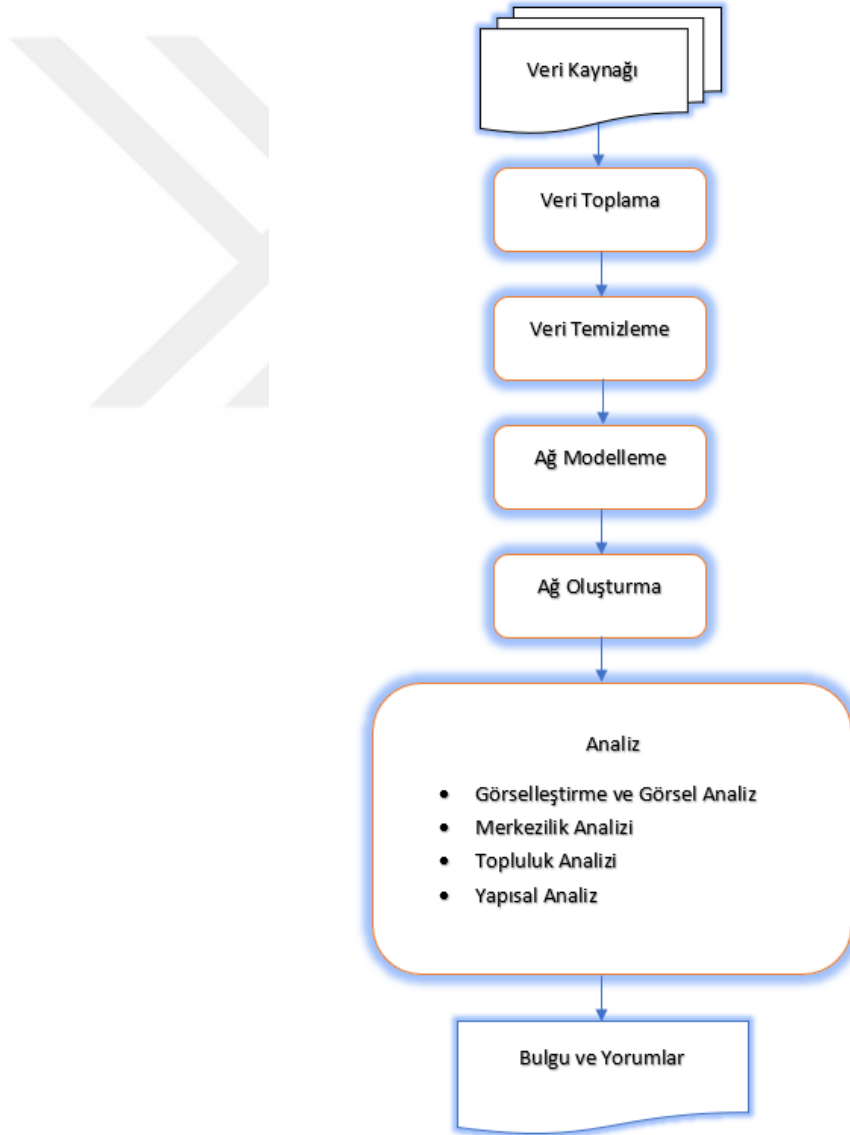 Veri Kaynağı
Veri Toplama
Veri Temizleme
Ağ Modelleme
Ağ Oluşturma
Analiz
• Görselleştirme ve Görsel Analiz
• Merkezilik Analizi
• Topluluk Analizi
• Yapısal Analiz
Bulgu ve Yorumlar